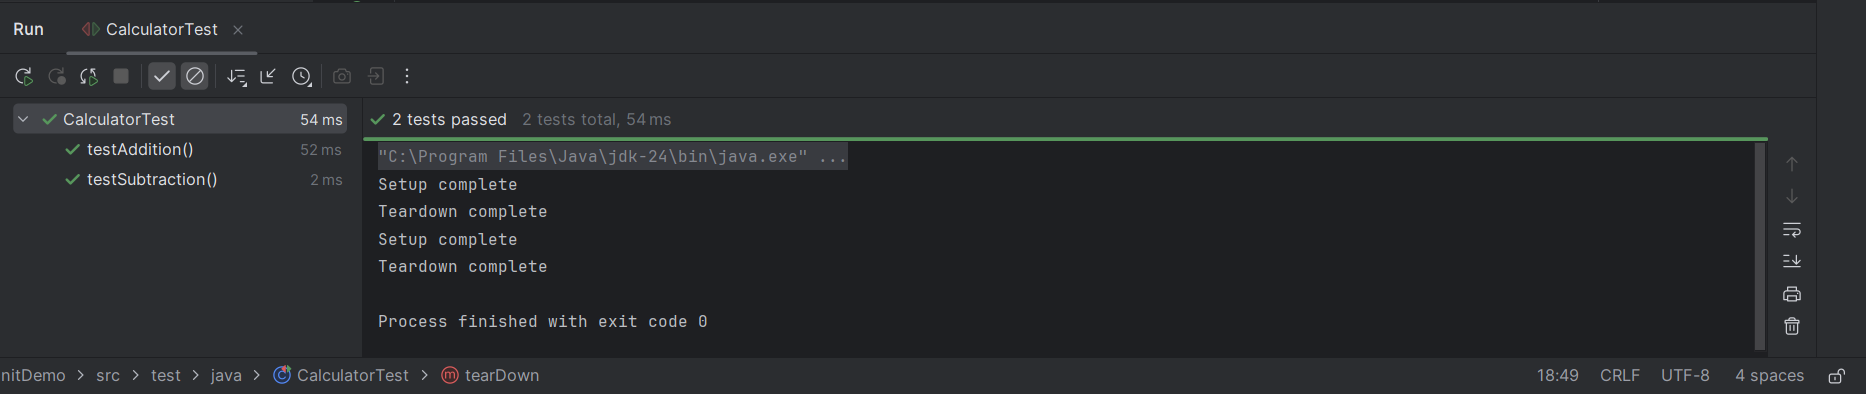 Run CalculatorTest
CalculatorTest 54 ms
testAddition() 52 ms
testSubtraction() 2 ms
2 tests passed 2 tests total, 54 ms
"C:\Program Files\Java\jdk-24\bin\java.exe" ...
Setup complete
Teardown complete
Setup complete
Teardown complete
Process finished with exit code 0
nitDemo > src > test > java > CalculatorTest > tearDown
18:49 CRLF UTF-8 4 spaces